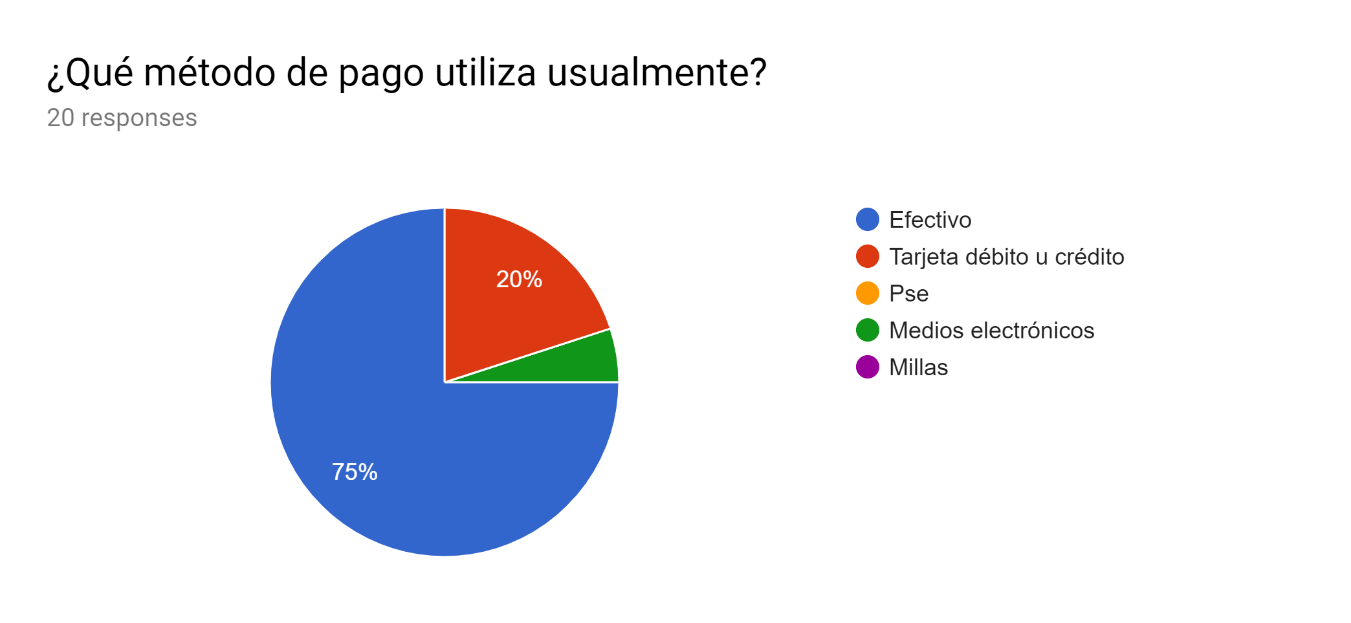 ¿Qué método de pago utiliza usualmente?
20 responses
20%
75%
Efectivo
Tarjeta débito u crédito
Pse
Medios electrónicos
Millas